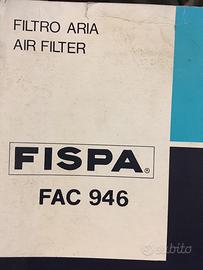 FILTRO ARIA
AIR FILTER
FISPA®
FAC 946
subito